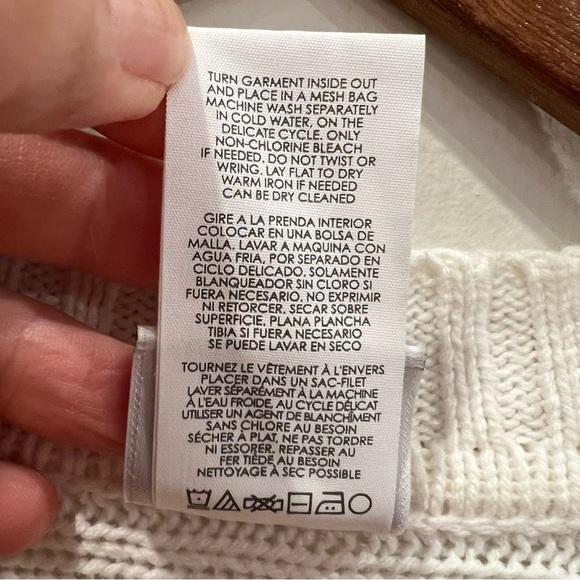 TURN GARMENT INSIDE OUT
AND PLACE IN A MESH BAG
MACHINE WASH SEPARATELY
IN COLD WATER, ON THE
DELICATE CYCLE. ONLY
NON-CHLORINE BLEACH
IF NEEDED. DO NOT TWIST OR
WRING. LAY FLAT TO DRY
WARM IRON IF NEEDED
CAN BE DRY CLEANED
GIRE A LA PRENDA INTERIOR
COLOCAR EN UNA BOLSA DE
MALLA. LAVAR A MAQUINA CON
AGUA FRIA, POR SEPARADO EN
CICLO DELICADO. SOLAMENTE
BLANQUEADOR SIN CLORO SI
FUERA NECESARIO. NO EXPRIMIR
NI RETORCER. SECAR SOBRE
SUPERFICIE, PLANA PLANCHA
TIBIA SI FUERA NECESARIO
SE PUEDE LAVAR EN SECO
TOURNEZ LE VÊTEMENT À L'ENVERS
PLACER DANS UN SAC-FILET
LAVER SÉPARÉMENT À LA MACHINE
À L'EAU FROIDE, AU CYCLE DÉLICAT
UTILISER UN AGENT DE BLANCHÎMENT
SANS CHLORE AU BESOIN
SÉCHER À PLAT, NE PAS TORDRE
NI ESSORER. REPASSER AU
FER TIÈDE AU BESOIN
NETTOYAGE À SEC POSSIBLE